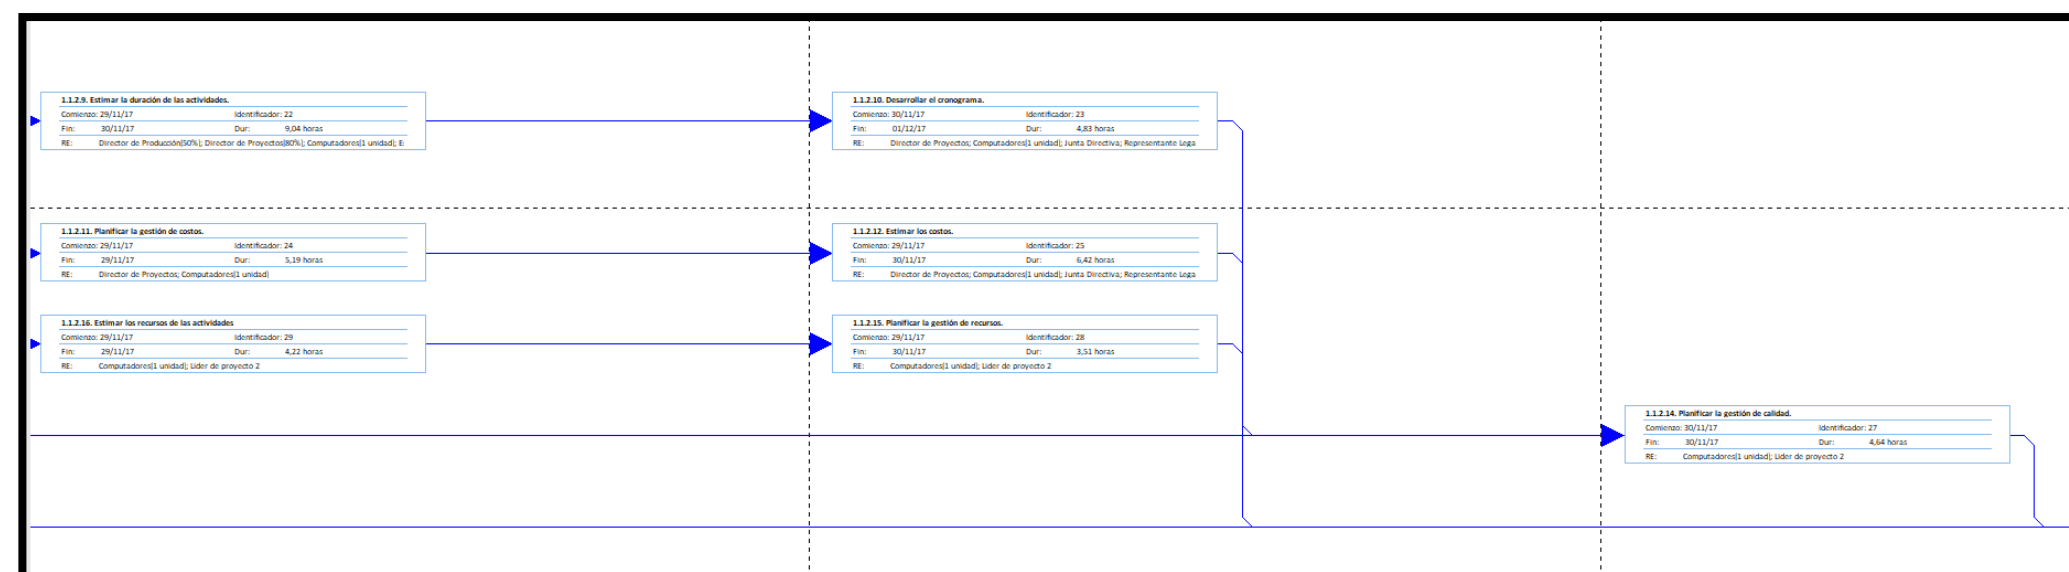 1.1.2.9. Estimar la duración de las actividades.
Comienzo: 29/11/17 Identificador: 22
Fin: 30/11/17 Dur: 9,04 horas
RE: Director de Producción[50%]; Director de Proyectos[80%]; Computadores[1 unidad]; E
1.1.2.10. Desarrollar el cronograma.
Comienzo: 30/11/17 Identificador: 23
Fin: 01/12/17 Dur: 4,83 horas
RE: Director de Proyectos; Computadores[1 unidad]; Junta Directiva; Representante Lega
1.1.2.11. Planificar la gestión de costos.
Comienzo: 29/11/17 Identificador: 24
Fin: 29/11/17 Dur: 5,19 horas
RE: Director de Proyectos; Computadores[1 unidad]
1.1.2.12. Estimar los costos.
Comienzo: 29/11/17 Identificador: 25
Fin: 30/11/17 Dur: 6,42 horas
RE: Director de Proyectos; Computadores[1 unidad]; Junta Directiva; Representante Lega
1.1.2.16. Estimar los recursos de las actividades
Comienzo: 29/11/17 Identificador: 29
Fin: 29/11/17 Dur: 4,22 horas
RE: Computadores[1 unidad]; Lider de proyecto 2
1.1.2.15. Planificar la gestión de recursos.
Comienzo: 29/11/17 Identificador: 28
Fin: 30/11/17 Dur: 3,51 horas
RE: Computadores[1 unidad]; Lider de proyecto 2
1.1.2.14. Planificar la gestión de calidad.
Comienzo: 30/11/17 Identificador: 27
Fin: 30/11/17 Dur: 4,64 horas
RE: Computadores[1 unidad]; Lider de proyecto 2